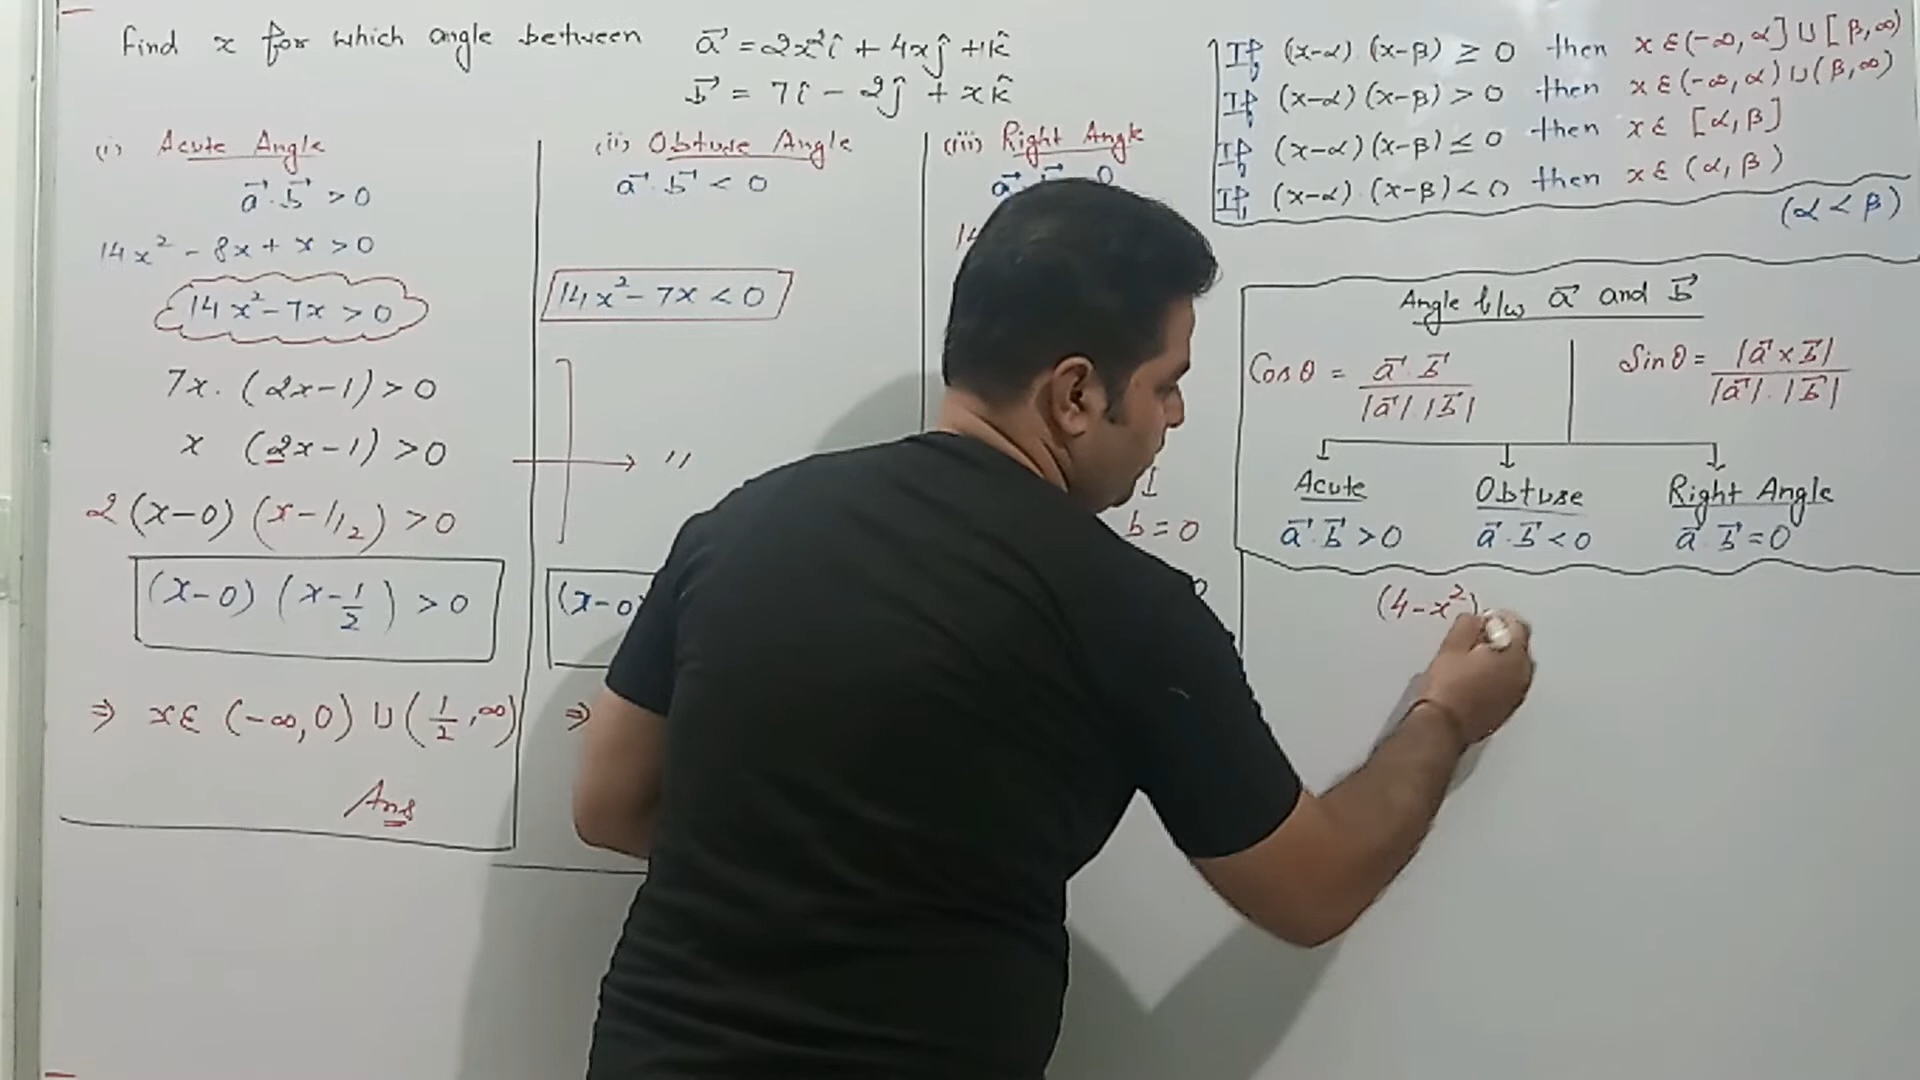 Find x for which angle between
a⃗ = 2x²î + 4xĵ + 1k̂
b⃗ = 7î - 2ĵ + xk̂
(i) Acute Angle
a⃗ . b⃗ > 0
14x² - 8x + x > 0
14x² - 7x > 0
7x . (2x-1) > 0
x (2x-1) > 0
2 (x-0) (x-1/2) > 0
(x-0) (x-1/2) > 0
⇒ x ε (-∞, 0) ∪ (1/2, ∞)
Ans
(ii) Obtuse Angle
a⃗ . b⃗ < 0
14x² - 7x < 0
→ "
(x-0)
⇒
(iii) Right Angle
0
14
b = 0
If (x-α) . (x-β) ≥ 0 then x ε (-∞, α] ∪ [β, ∞)
If (x-α) (x-β) > 0 then x ε (-∞, α) ∪ (β, ∞)
If (x-α) (x-β) ≤ 0 then x ε [α, β]
If (x-α) . (x-β) < 0 then x ε (α, β)
(α < β)
Angle b/w a⃗ and b⃗
Cos θ = a⃗ . b⃗ / |a⃗| . |b⃗|
Sin θ = |a⃗ x b⃗| / |a⃗| . |b⃗|
Acute Obtuse Right Angle
a⃗ . b⃗ > 0 a⃗ . b⃗ < 0 a⃗ . b⃗ = 0
(4-x²)